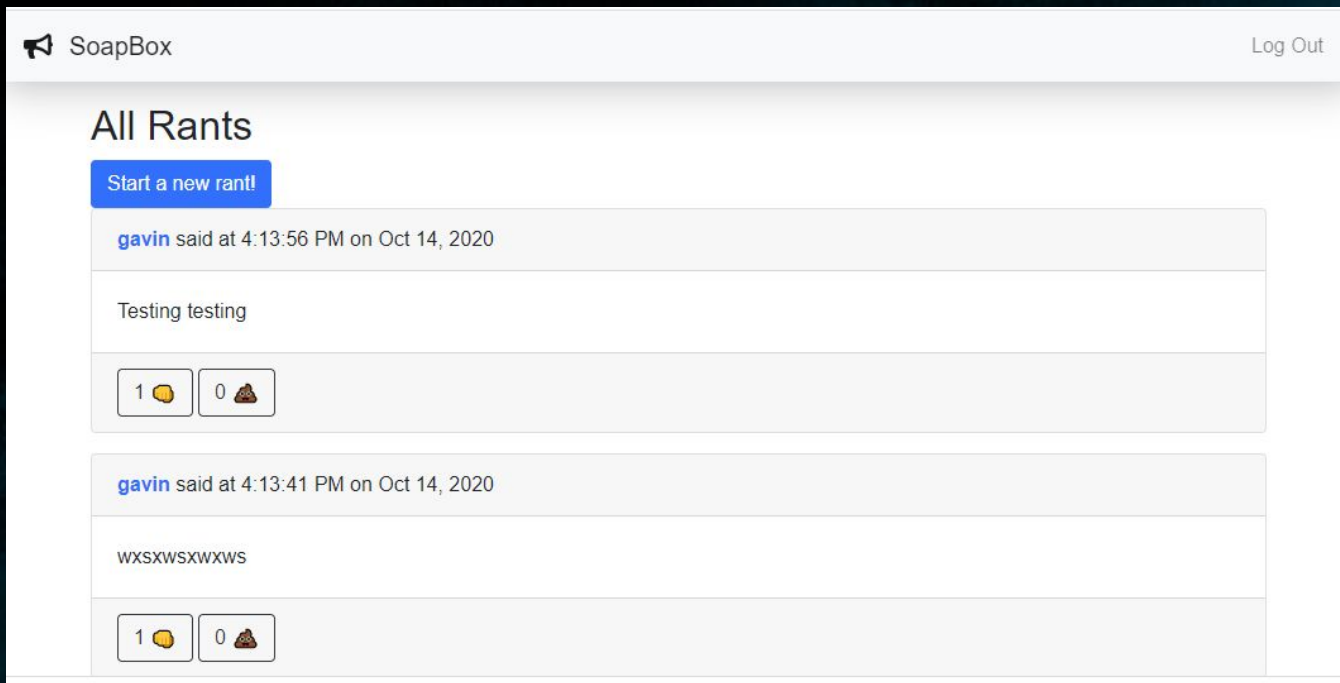 SoapBox
Log Out
All Rants
Start a new rant!
gavin said at 4:13:56 PM on Oct 14, 2020
Testing testing
1 👊 0 💩
gavin said at 4:13:41 PM on Oct 14, 2020
wxsxwsxwxws
1 👊 0 💩